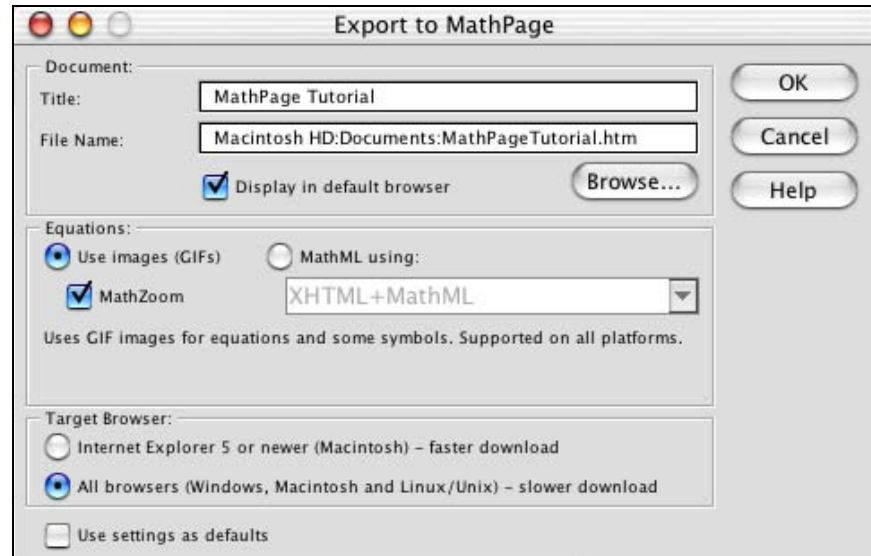 Export to MathPage
Document:
Title: MathPage Tutorial
File Name: Macintosh HD:Documents:MathPageTutorial.htm
Display in default browser
Browse...
OK
Cancel
Help
Equations:
Use images (GIFs) MathML using:
MathZoom XHTML+MathML
Uses GIF images for equations and some symbols. Supported on all platforms.
Target Browser:
Internet Explorer 5 or newer (Macintosh) – faster download
All browsers (Windows, Macintosh and Linux/Unix) – slower download
Use settings as defaults